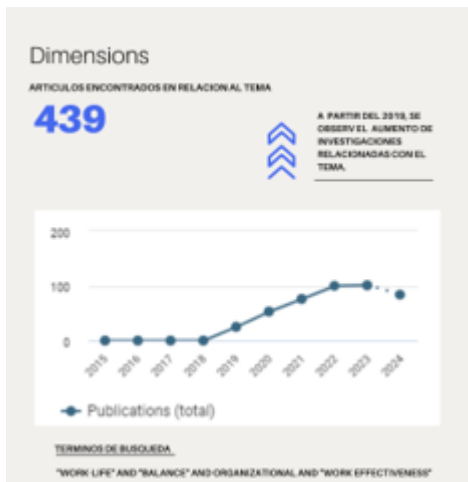 Dimensions
ARTICULOS ENCONTRADOS EN RELACION AL TEMA
439
A PARTIR DEL 2019, SE
OBSERV EL AUMENTO DE
INVESTIGACIONES
RELACIONADAS CON EL
TEMA.
200
100
0
2015 2016 2017 2018 2019 2020 2021 2022 2023 2024
Publications (total)
TERMINOS DE BUSQUEDA
"WORK-LIFE" AND "BALANCE" AND ORGANIZATIONAL AND "WORK EFFECTIVENESS"